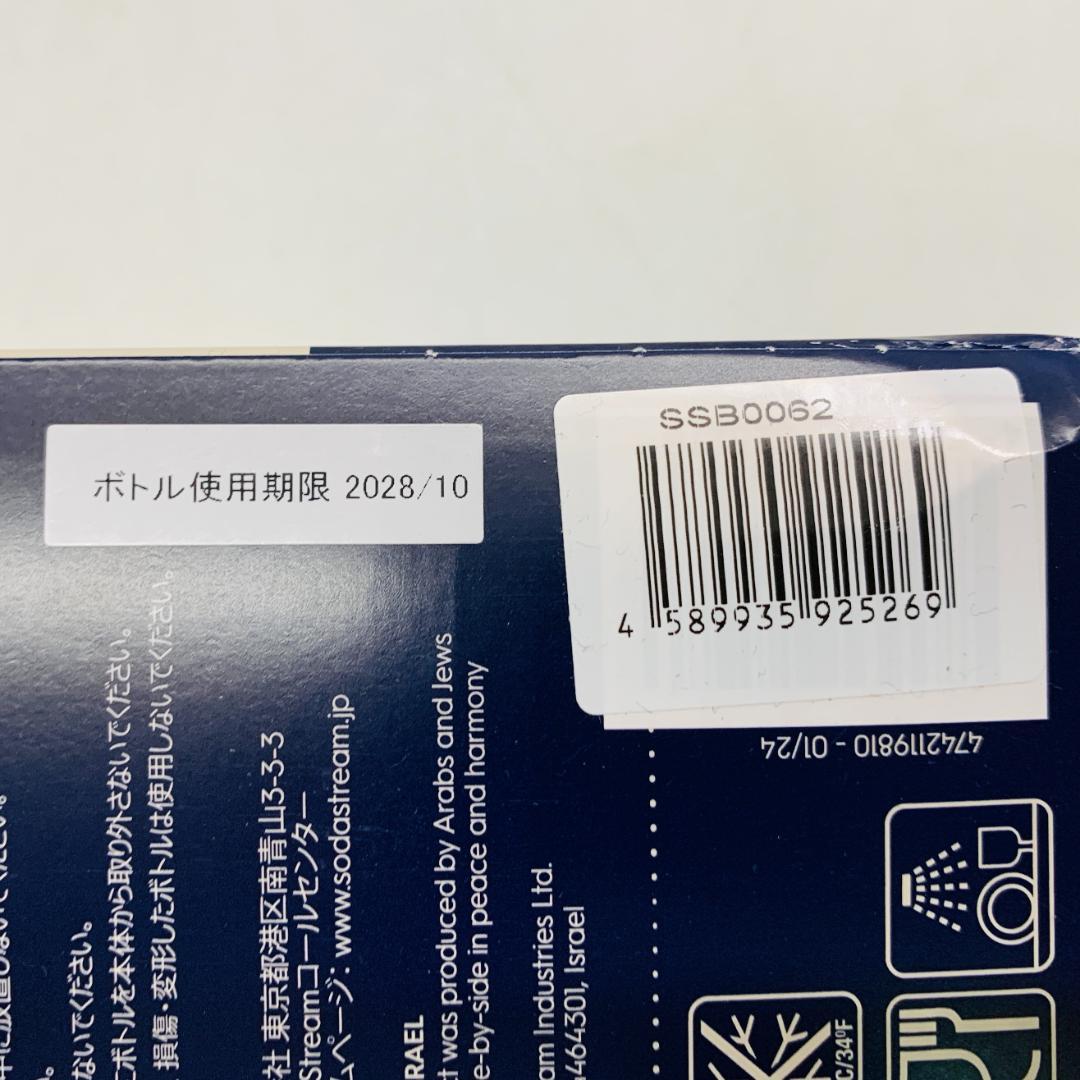 SSB0062
4 589935 925269
ボトル使用期限 2028/10
4742119810 - 01/24
ないでください。
にボトルを本体から取り外さないでください。
損傷・変形したボトルは使用しないでください。
社 東京都港区南青山3-3-3
Streamコールセンター
ムページ: www.sodastream.jp
RAEL
t was produced by Arabs and Jews
e-by-side in peace and harmony
am Industries Ltd.
464301, Israel
C/34°F